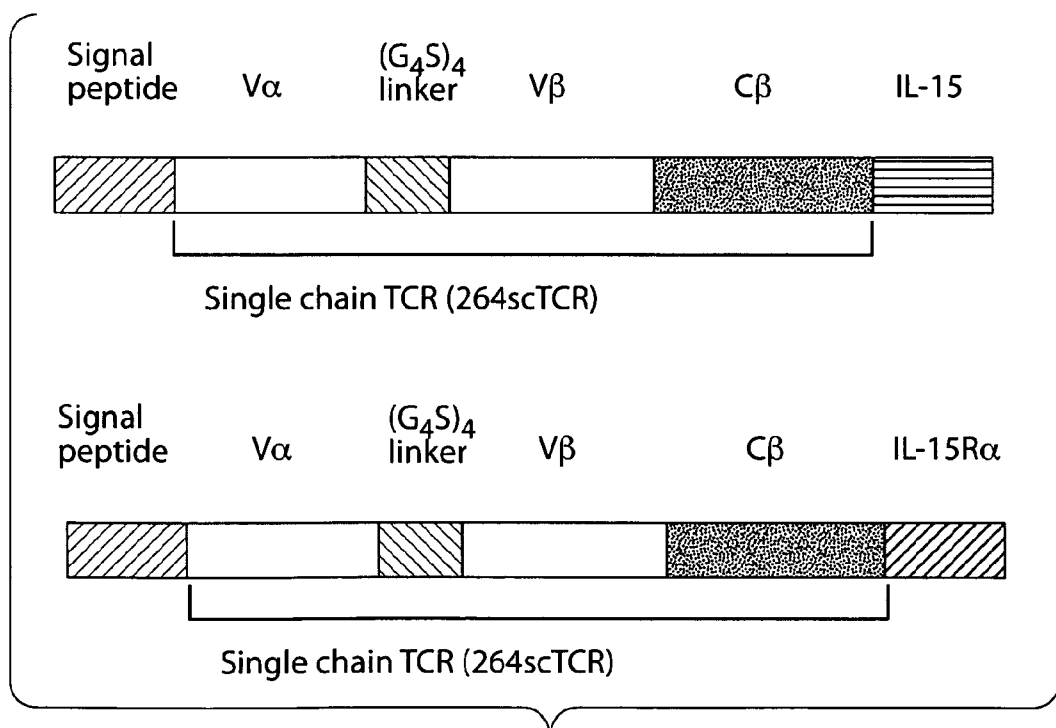 Signal peptide Vα (G4S)4 linker Vβ Cβ IL-15
Single chain TCR (264scTCR)
Signal peptide Vα (G4S)4 linker Vβ Cβ IL-15Rα
Single chain TCR (264scTCR)